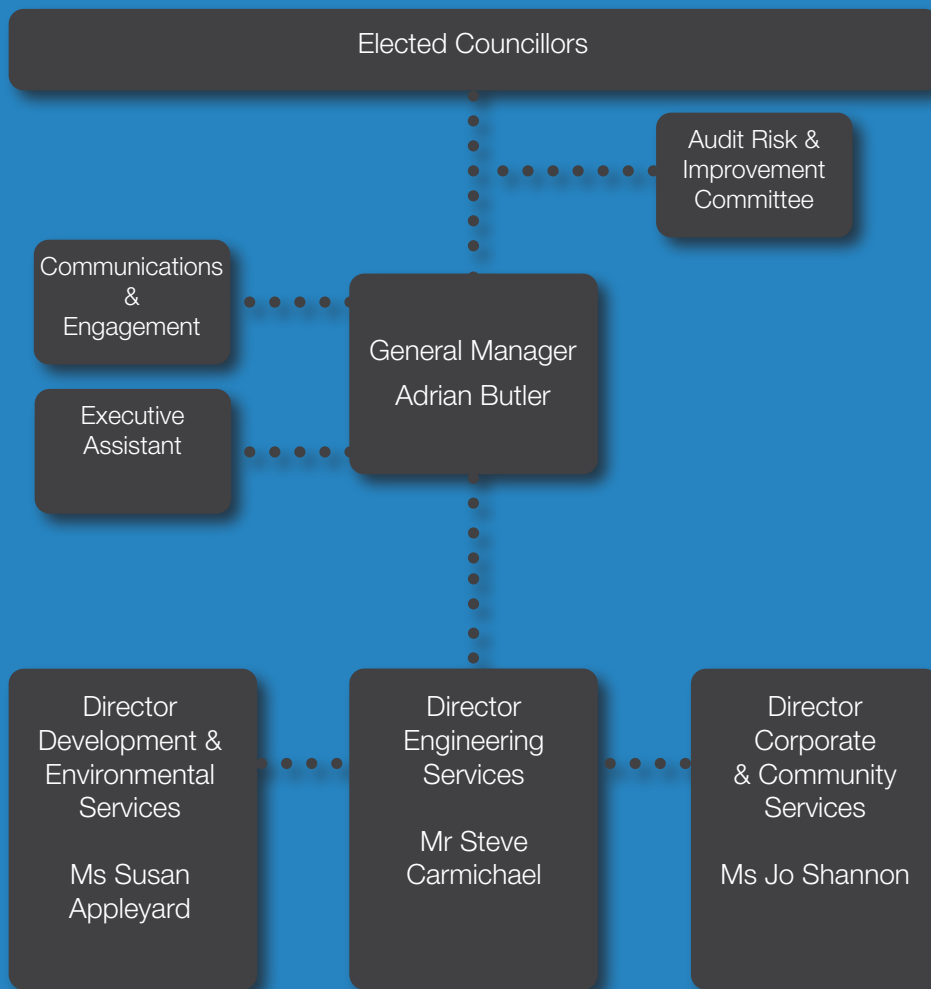 Elected Councillors
Audit Risk &
Improvement
Committee
Communications
&
Engagement
General Manager
Adrian Butler
Executive
Assistant
Director
Development &
Environmental
Services
Ms Susan
Appleyard
Director
Engineering
Services
Mr Steve
Carmichael
Director
Corporate
& Community
Services
Ms Jo Shannon